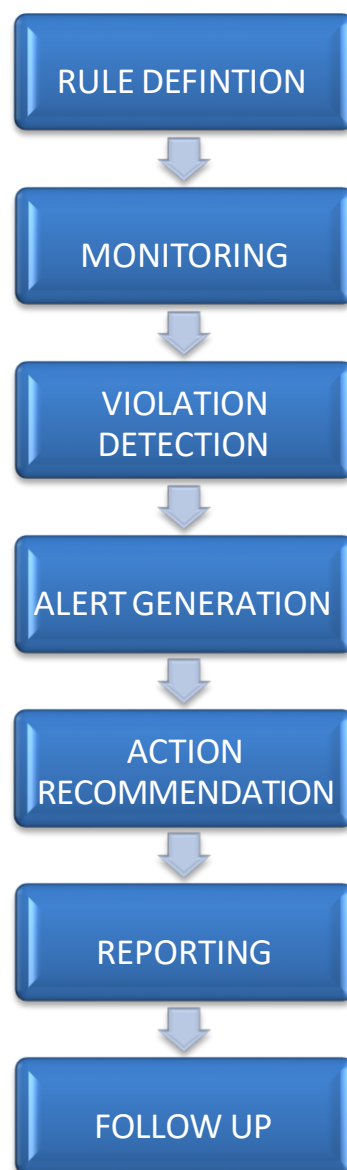 RULE DEFINTION
MONITORING
VIOLATION
DETECTION
ALERT GENERATION
ACTION
RECOMMENDATION
REPORTING
FOLLOW UP